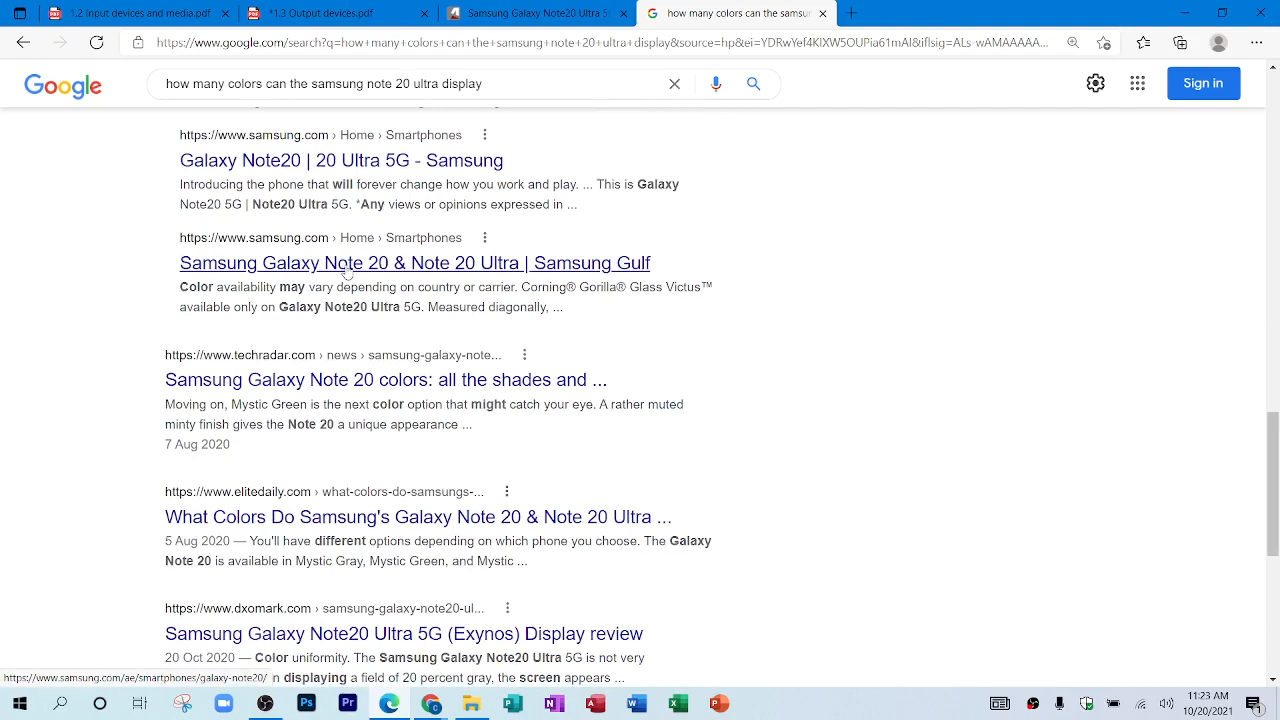 1.2 Input devices and media.pdf
*1.3 Output devices.pdf
Samsung Galaxy Note20 Ultra 5
how many colors can the samsun
https://www.google.com/search?q=how+many+colors+can+the+samsung+note+20+ultra+display&source=hp&ei=YDRwYef4KIXW5OUPia61mAI&iflsig=ALs-wAMAAAAA...
Google
how many colors can the samsung note 20 ultra display
Sign in
https://www.samsung.com › Home › Smartphones
Galaxy Note20 | 20 Ultra 5G - Samsung
Introducing the phone that will forever change how you work and play. ... This is Galaxy
Note20 5G | Note20 Ultra 5G. *Any views or opinions expressed in ...
https://www.samsung.com › Home › Smartphones
Samsung Galaxy Note 20 & Note 20 Ultra | Samsung Gulf
Color availability may vary depending on country or carrier. Corning® Gorilla® Glass Victus™
available only on Galaxy Note20 Ultra 5G. Measured diagonally, ...
https://www.techradar.com › news › samsung-galaxy-note...
Samsung Galaxy Note 20 colors: all the shades and ...
Moving on, Mystic Green is the next color option that might catch your eye. A rather muted
minty finish gives the Note 20 a unique appearance ...
7 Aug 2020
https://www.elitedaily.com › what-colors-do-samsungs-...
What Colors Do Samsung's Galaxy Note 20 & Note 20 Ultra ...
5 Aug 2020 — You'll have different options depending on which phone you choose. The Galaxy
Note 20 is available in Mystic Gray, Mystic Green, and Mystic ...
https://www.dxomark.com › samsung-galaxy-note20-ul...
Samsung Galaxy Note20 Ultra 5G (Exynos) Display review
20 Oct 2020 — Color uniformity. The Samsung Galaxy Note20 Ultra 5G is not very
https://www.samsung.com/ae/smartphones/galaxy-note20/
n displaying a field of 20 percent gray, the screen appears ...
11:23 AM
10/20/2021